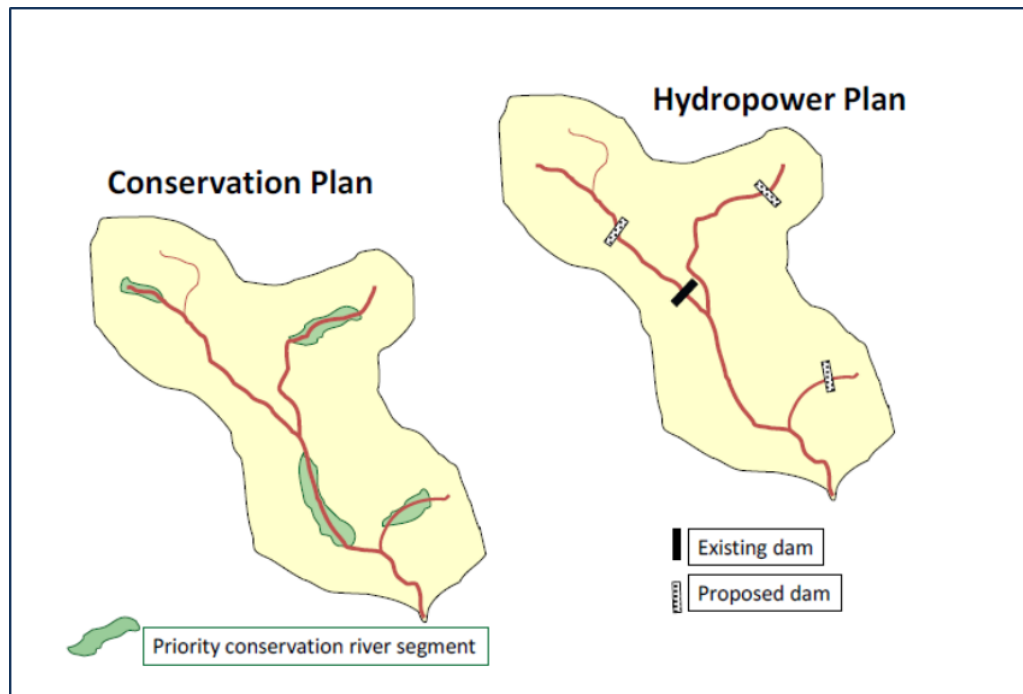 Hydropower Plan
Conservation Plan
Existing dam
Proposed dam
Priority conservation river segment